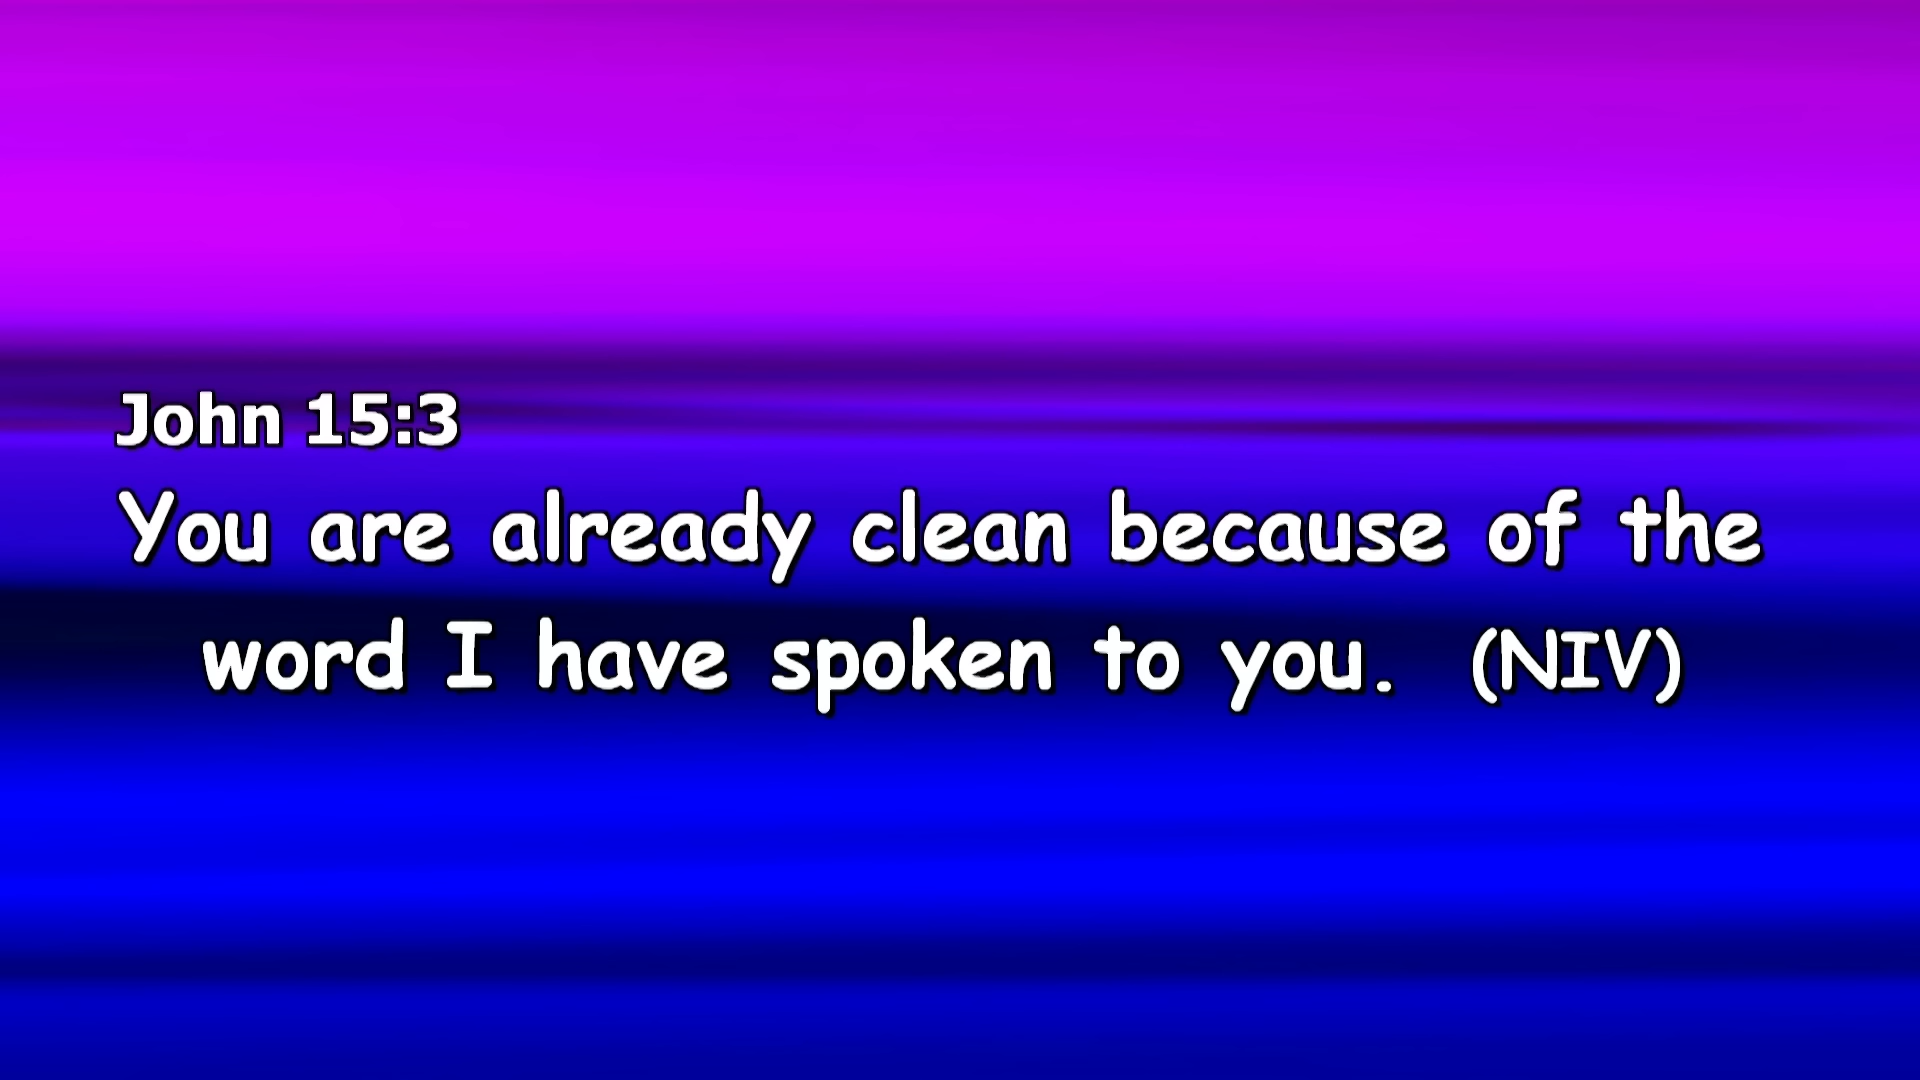 John 15:3
You are already clean because of the
word I have spoken to you. (NIV)